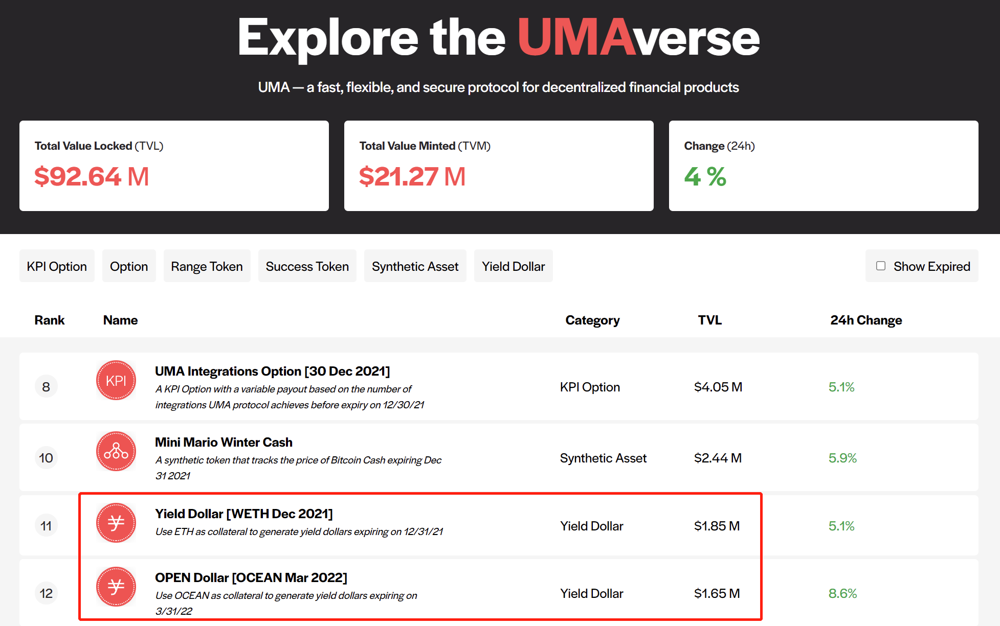 Explore the UMAverse
UMA — a fast, flexible, and secure protocol for decentralized financial products
Total Value Locked (TVL)
$92.64 M
Total Value Minted (TVM)
$21.27 M
Change (24h)
4 %
KPI Option
Option
Range Token
Success Token
Synthetic Asset
Yield Dollar
Show Expired
Rank Name Category TVL 24h Change
8
KPI
UMA Integrations Option [30 Dec 2021]
A KPI Option with a variable payout based on the number of
integrations UMA protocol achieves before expiry on 12/30/21
KPI Option
$4.05 M
5.1%
10
Mini Mario Winter Cash
A synthetic token that tracks the price of Bitcoin Cash expiring Dec
31 2021
Synthetic Asset
$2.44 M
5.9%
11
Yield Dollar [WETH Dec 2021]
Use ETH as collateral to generate yield dollars expiring on 12/31/21
Yield Dollar
$1.85 M
5.1%
12
OPEN Dollar [OCEAN Mar 2022]
Use OCEAN as collateral to generate yield dollars expiring on
3/31/22
Yield Dollar
$1.65 M
8.6%